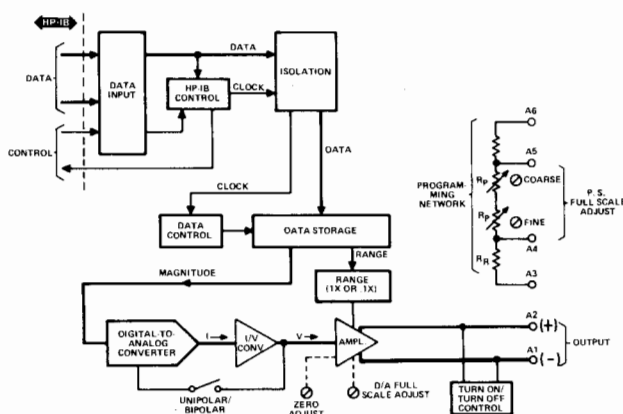 HP-IB
DATA
CONTROL
DATA INPUT
DATA
HP-IB CONTROL
CLOCK
ISOLATION
DATA
CLOCK
DATA CONTROL
DATA STORAGE
MAGNITUDE
RANGE
RANGE
(1X OR .1X)
DIGITAL-TO-
ANALOG
CONVERTER
I
I/V
CONV.
V
AMPL.
UNIPOLAR/
BIPOLAR
ZERO
ADJUST
D/A FULL
SCALE ADJUST
A2 (+)
A1 (-)
OUTPUT
TURN ON/
TURN OFF
CONTROL
PROGRAM-
MING
NETWORK
A6
A5
RP
COARSE
RP
FINE
A4
RR
A3
P.S.
FULL SCALE
ADJUST